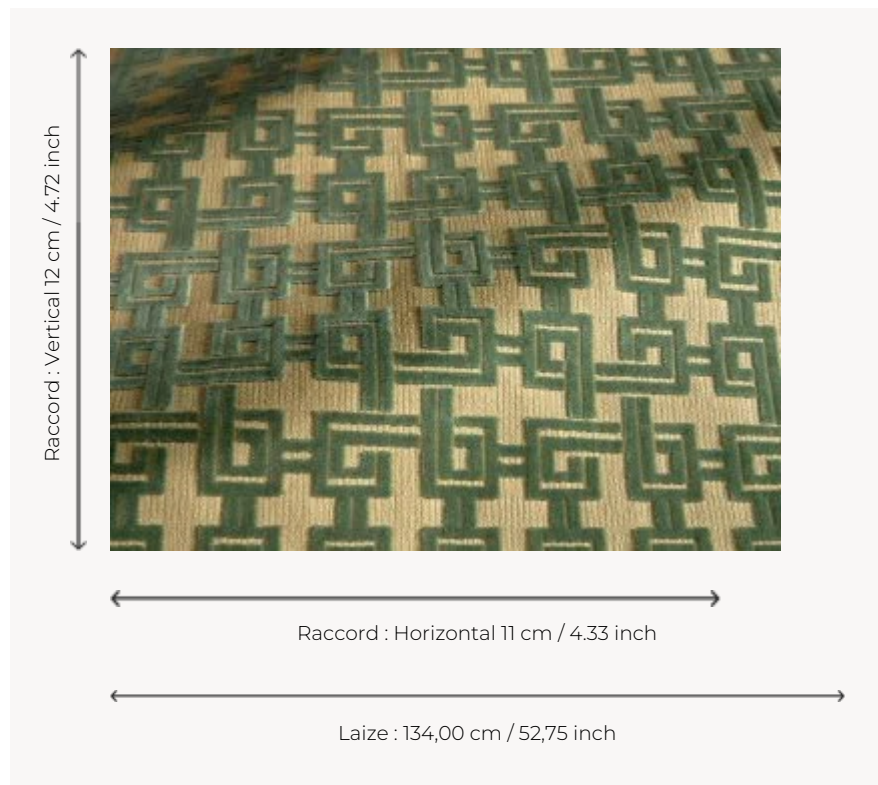 Raccord : Vertical 12 cm / 4.72 inch
Raccord : Horizontal 11 cm / 4.33 inch
Laize : 134,00 cm / 52,75 inch